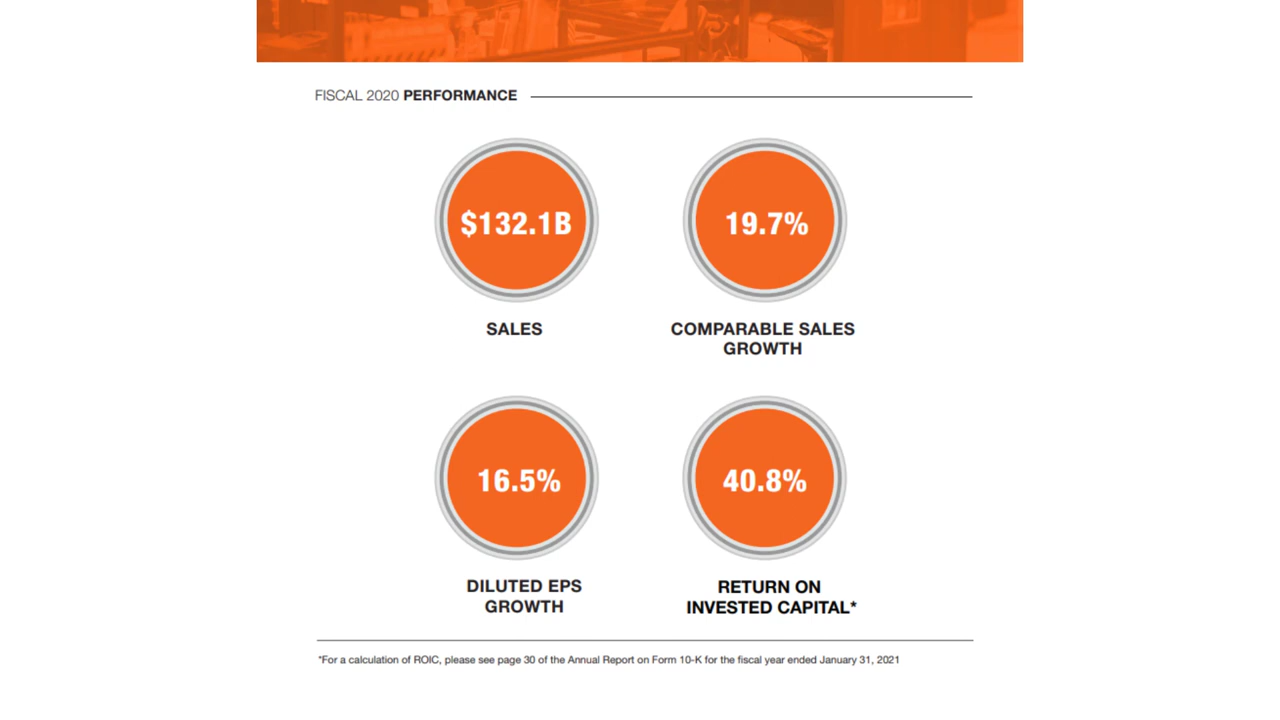 FISCAL 2020 PERFORMANCE
$132.1B
19.7%
SALES
COMPARABLE SALES
GROWTH
16.5%
40.8%
DILUTED EPS
GROWTH
RETURN ON
INVESTED CAPITAL*
*For a calculation of ROIC, please see page 30 of the Annual Report on Form 10-K for the fiscal year ended January 31, 2021